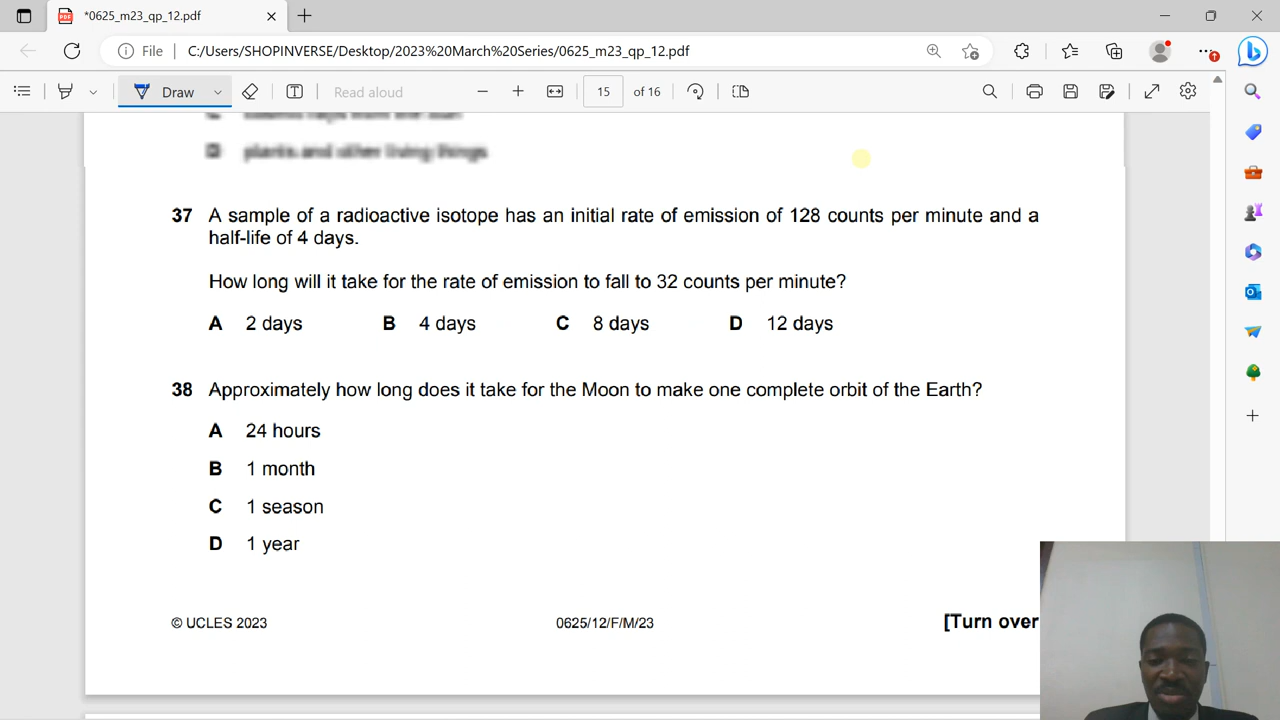 *0625_m23_qp_12.pdf
File C:/Users/SHOPINVERSE/Desktop/2023%20March%20Series/0625_m23_qp_12.pdf
Draw Read aloud 15 of 16
D plants and other living things
37 A sample of a radioactive isotope has an initial rate of emission of 128 counts per minute and a
half-life of 4 days.
How long will it take for the rate of emission to fall to 32 counts per minute?
A 2 days B 4 days C 8 days D 12 days
38 Approximately how long does it take for the Moon to make one complete orbit of the Earth?
A 24 hours
B 1 month
C 1 season
D 1 year
© UCLES 2023 0625/12/F/M/23 [Turn over